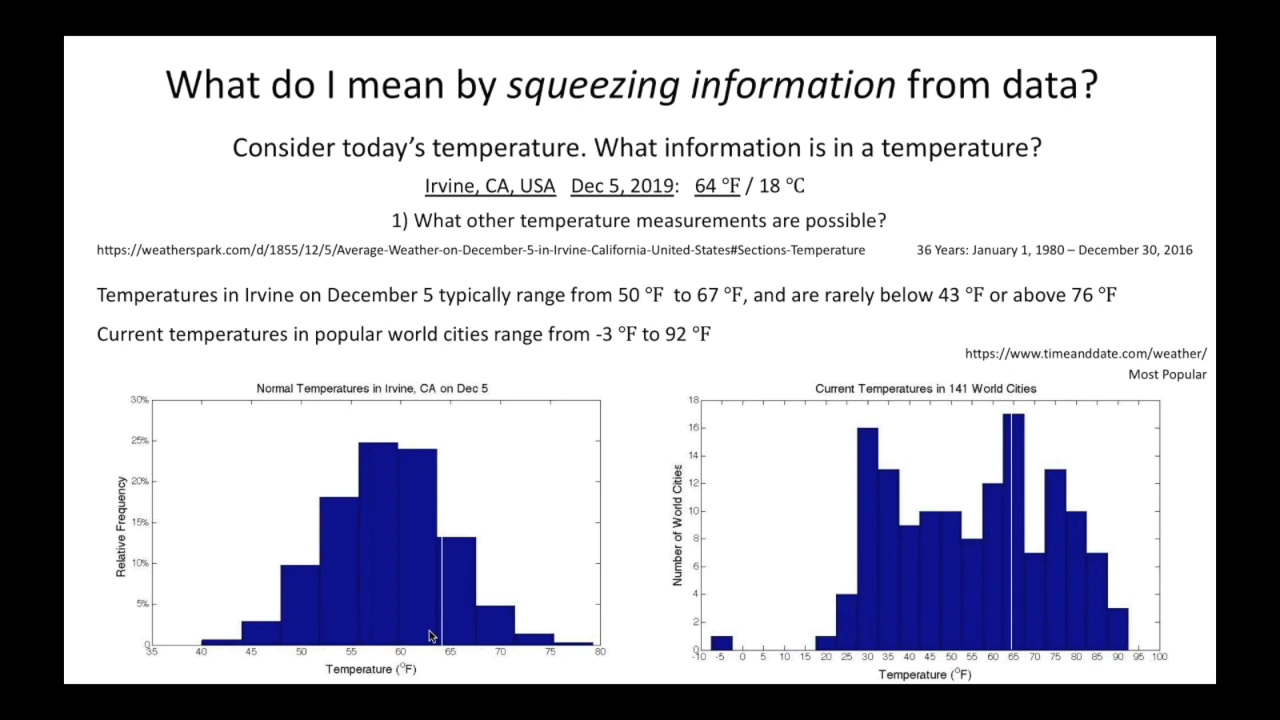 What do I mean by squeezing information from data?
Consider today's temperature. What information is in a temperature?
Irvine, CA, USA Dec 5, 2019: 64 °F / 18 °C
1) What other temperature measurements are possible?
https://weatherspark.com/d/1855/12/5/Average-Weather-on-December-5-in-Irvine-California-United-States#Sections-Temperature
36 Years: January 1, 1980 – December 30, 2016
Temperatures in Irvine on December 5 typically range from 50 °F to 67 °F, and are rarely below 43 °F or above 76 °F
Current temperatures in popular world cities range from -3 °F to 92 °F
https://www.timeanddate.com/weather/
Most Popular
Normal Temperatures in Irvine, CA on Dec 5
30%
25%
20%
15%
10%
5%
0
Relative Frequency
35 40 45 50 55 60 65 70 75 80
Temperature (°F)
Current Temperatures in 141 World Cities
18
16
14
12
10
8
6
4
2
0
Number of World Cities
-10 -5 0 5 10 15 20 25 30 35 40 45 50 55 60 65 70 75 80 85 90 95 100
Temperature (°F)